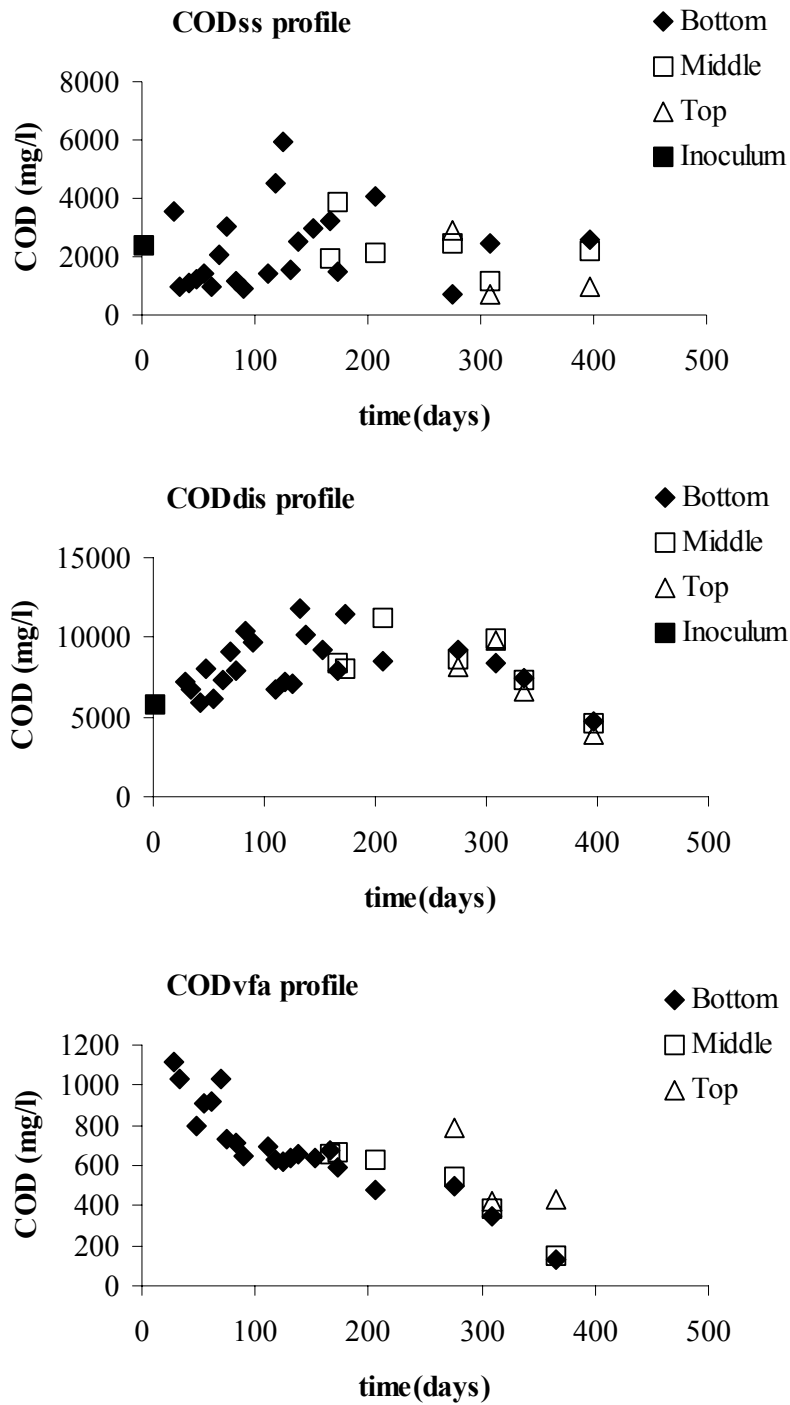 CODss profile
Bottom
Middle
Top
Inoculum
COD (mg/l)
8000
6000
4000
2000
0
0 100 200 300 400 500
time(days)
CODdis profile
Bottom
Middle
Top
Inoculum
COD (mg/l)
15000
10000
5000
0
0 100 200 300 400 500
time(days)
CODvfa profile
Bottom
Middle
Top
COD (mg/l)
1200
1000
800
600
400
200
0
0 100 200 300 400 500
time(days)